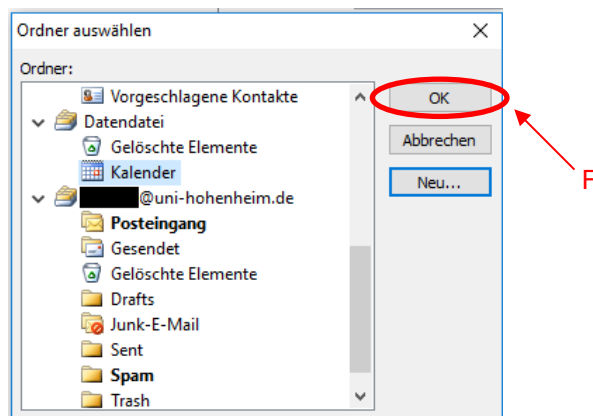 Ordner auswählen
Ordner:
Vorgeschlagene Kontakte
Datendatei
Gelöschte Elemente
Kalender
@uni-hohenheim.de
Posteingang
Gesendet
Gelöschte Elemente
Drafts
Junk-E-Mail
Sent
Spam
Trash
OK
Abbrechen
Neu...
F